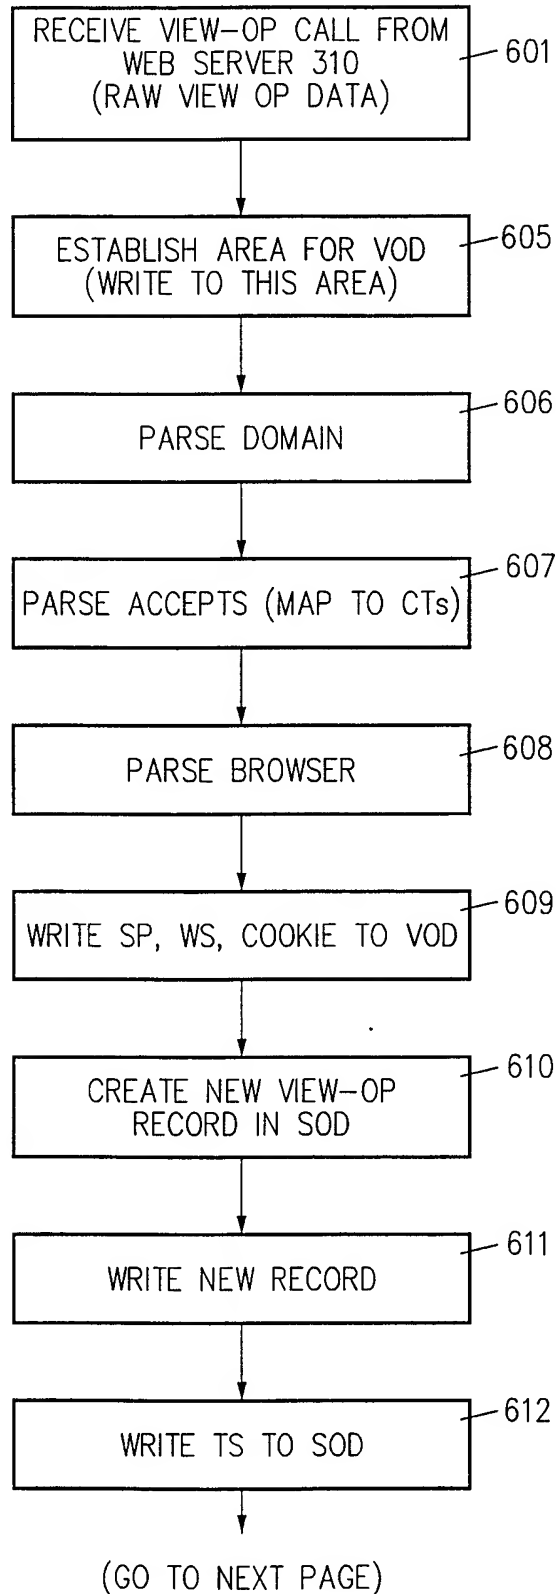 RECEIVE VIEW-OP CALL FROM
WEB SERVER 310
(RAW VIEW OP DATA)
601
ESTABLISH AREA FOR VOD
(WRITE TO THIS AREA)
605
PARSE DOMAIN
606
PARSE ACCEPTS (MAP TO CTs)
607
PARSE BROWSER
608
WRITE SP, WS, COOKIE TO VOD
609
CREATE NEW VIEW-OP
RECORD IN SOD
610
WRITE NEW RECORD
611
WRITE TS TO SOD
612
(GO TO NEXT PAGE)